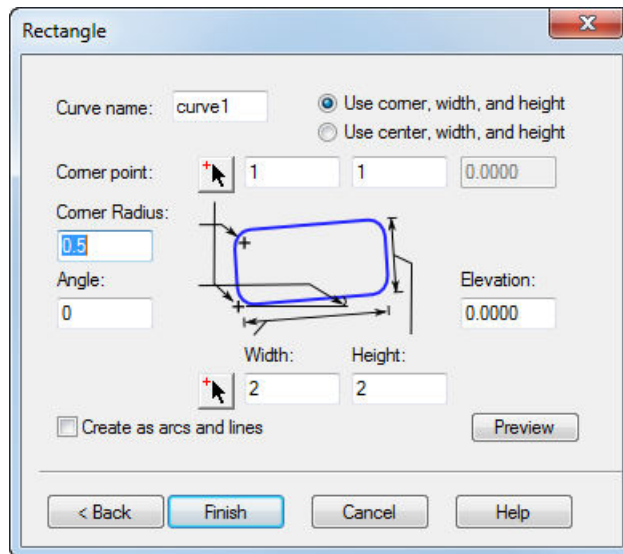 Rectangle
Curve name: curve1
Use corner, width, and height
Use center, width, and height
Corner point: 1 1 0.0000
Corner Radius:
0.5
Angle: Elevation:
0 0.0000
Width: Height:
2 2
Create as arcs and lines Preview
< Back Finish Cancel Help